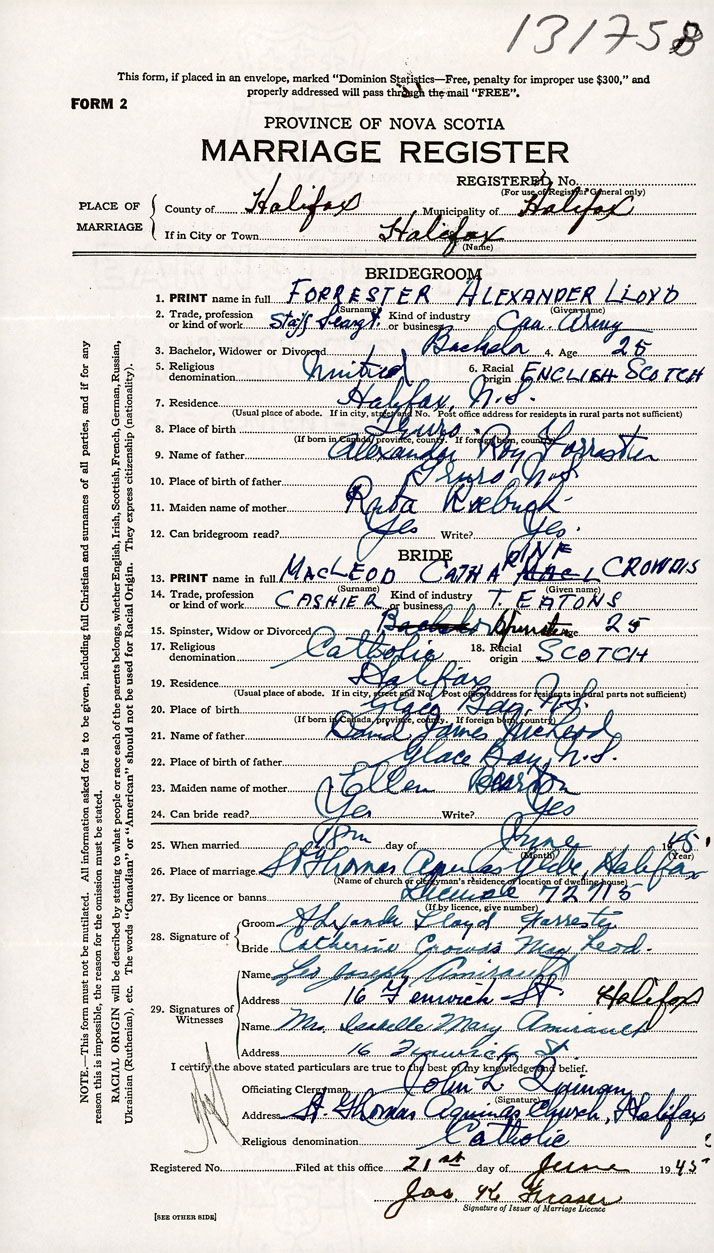 131758
This form, if placed in an envelope, marked "Dominion Statistics—Free, penalty for improper use $300," and
properly addressed will pass through the mail "FREE".
FORM 2
PROVINCE OF NOVA SCOTIA
MARRIAGE REGISTER
REGISTERED No.
(For use of Registrar General only)
PLACE OF MARRIAGE
County of Halifax Municipality of Halifax
If in City or Town Halifax
(Name)
BRIDEGROOM
1. PRINT name in full FORRESTER ALEXANDER LLOYD
(Surname) (Given name)
2. Trade, profession or kind of work Staff Seargt. Kind of industry or business Can. Army
3. Bachelor, Widower or Divorced Bachelor 4. Age 25
5. Religious denomination United 6. Racial origin ENGLISH SCOTCH
7. Residence Halifax, N.S.
(Usual place of abode. If in city, street and No. Post office address for residents in rural parts not sufficient)
8. Place of birth Truro
(If born in Canada, province, county. If foreign born, country)
9. Name of father Alexander Roy Forrester
10. Place of birth of father Truro N.S.
11. Maiden name of mother Roebuck
12. Can bridegroom read? Yes Write? Yes.
BRIDE
13. PRINT name in full MACLEOD CATHARINE CROWDIS
(Surname) (Given name)
14. Trade, profession or kind of work CASHIER Kind of industry or business T. EATONS
15. Spinster, Widow or Divorced Spinster Age 25
17. Religious denomination Catholic 18. Racial origin SCOTCH
19. Residence Halifax
(Usual place of abode. If in city, street and No. Post office address for residents in rural parts not sufficient)
20. Place of birth Glace Bay, N.S.
(If born in Canada, province, county. If foreign born, country)
21. Name of father James McLeod
22. Place of birth of father Glace Bay, N.S.
23. Maiden name of mother Ellen
24. Can bride read? Yes Write? Yes
25. When married day of June 1945
(Month) (Year)
26. Place of marriage St Thomas Aquinas Halifax
(Name of church or clergyman's residence or location of dwelling house)
27. By licence or banns License 72715
(If by licence, give number)
28. Signature of
Groom Alexander Lloyd Forrester
Bride Catherine Crowdis MacLeod.
29. Signatures of Witnesses
Name Leo Joseph Amirault
Address 16 Fenwick St Halifax
Name Mrs. Isabelle Mary Amirault
Address 16 Fenwick St.
I certify the above stated particulars are true to the best of my knowledge and belief.
Officiating Clergyman John L. Quinan
(Signature)
Address St. Thomas Aquinas Church, Halifax
Religious denomination Catholic
Registered No. Filed at this office 21st day of June 1945
Jas. K Fraser
Signature of Issuer of Marriage Licence
[SEE OTHER SIDE]
NOTE.—This form must not be mutilated. All information asked for is to be given, including full Christian and surnames of all parties, and if for any
reason this is impossible, the reason for the omission must be stated.
RACIAL ORIGIN will be described by stating to what people or race each of the parents belongs, whether English, Irish, Scottish, French, German, Russian,
Ukrainian (Ruthenian), etc. The words "Canadian" or "American" should not be used for Racial Origin. They express citizenship (nationality).